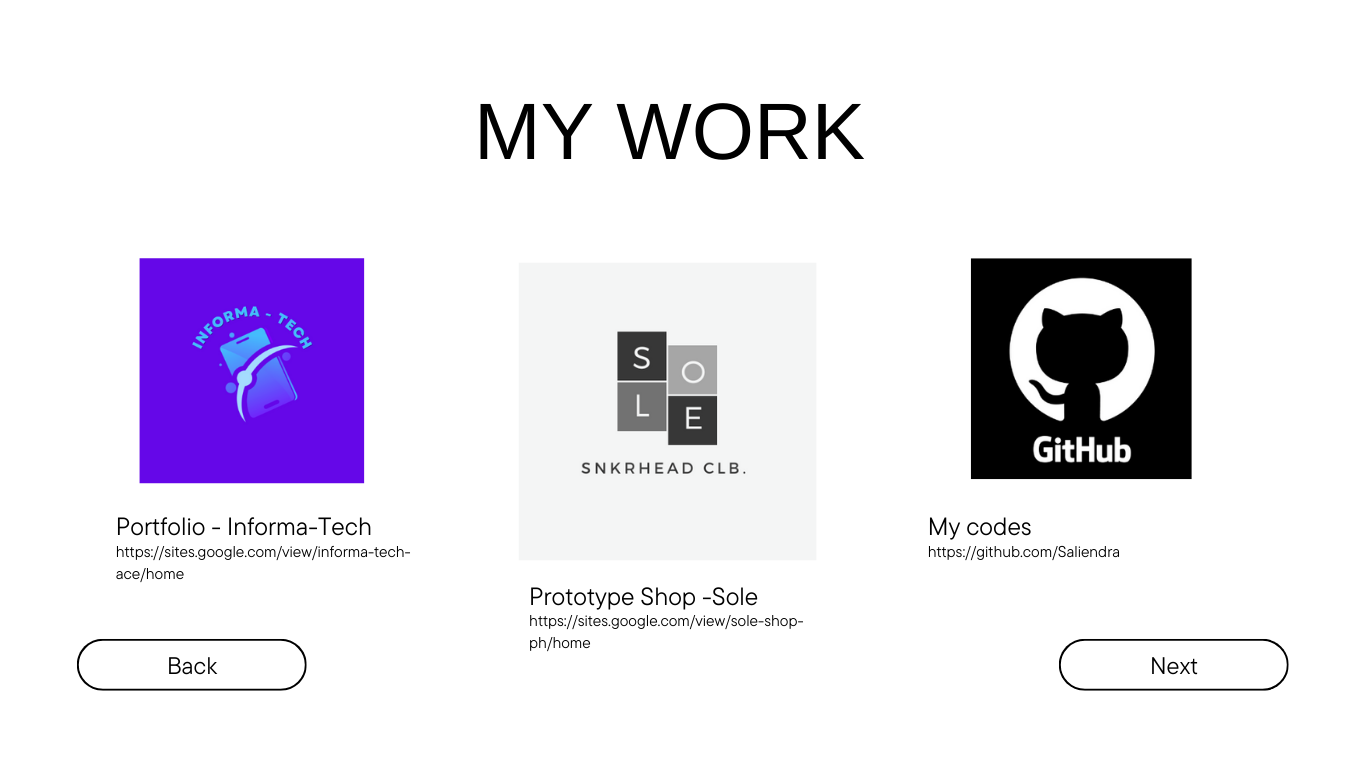 MY WORK
INFORMA - TECH
Portfolio - Informa-Tech
https://sites.google.com/view/informa-tech-
ace/home
S
O
L
E
SNKRHEAD CLB.
Prototype Shop -Sole
https://sites.google.com/view/sole-shop-
ph/home
GitHub
My codes
https://github.com/Saliendra
Back
Next